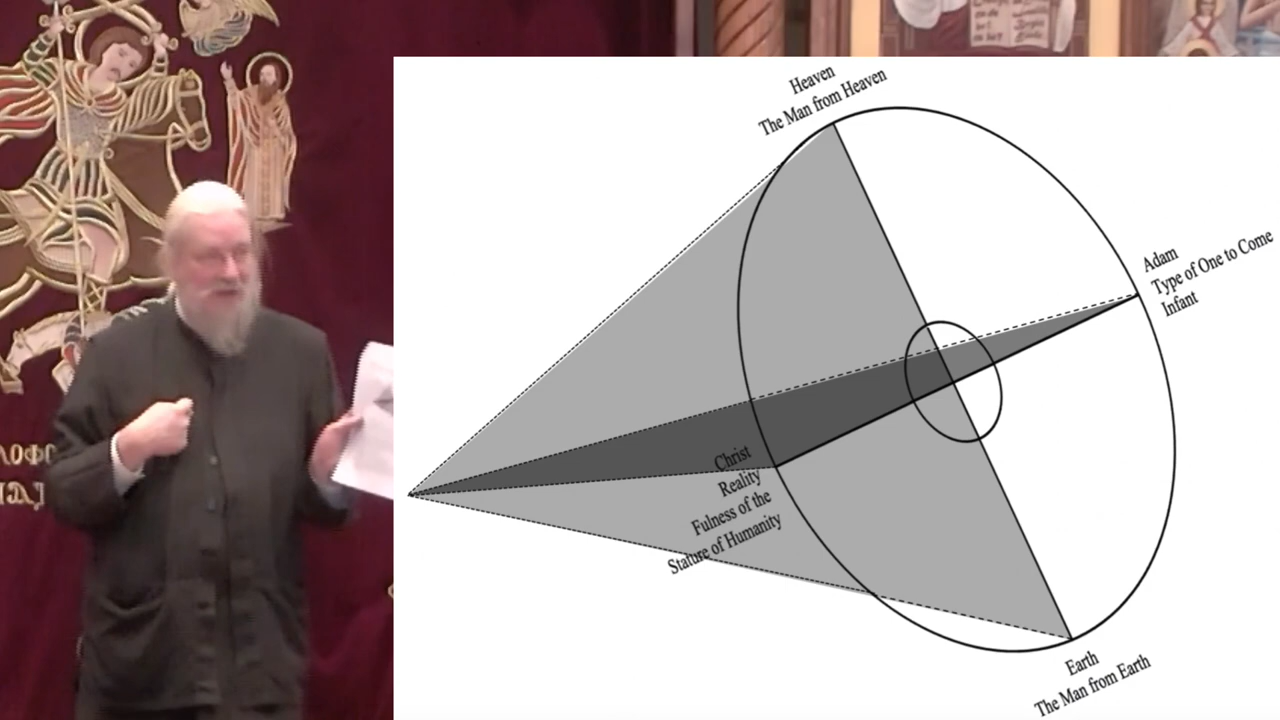 Heaven
The Man from Heaven
Adam
Type of One to Come
Infant
Christ
Reality
Fulness of the
Stature of Humanity
Earth
The Man from Earth